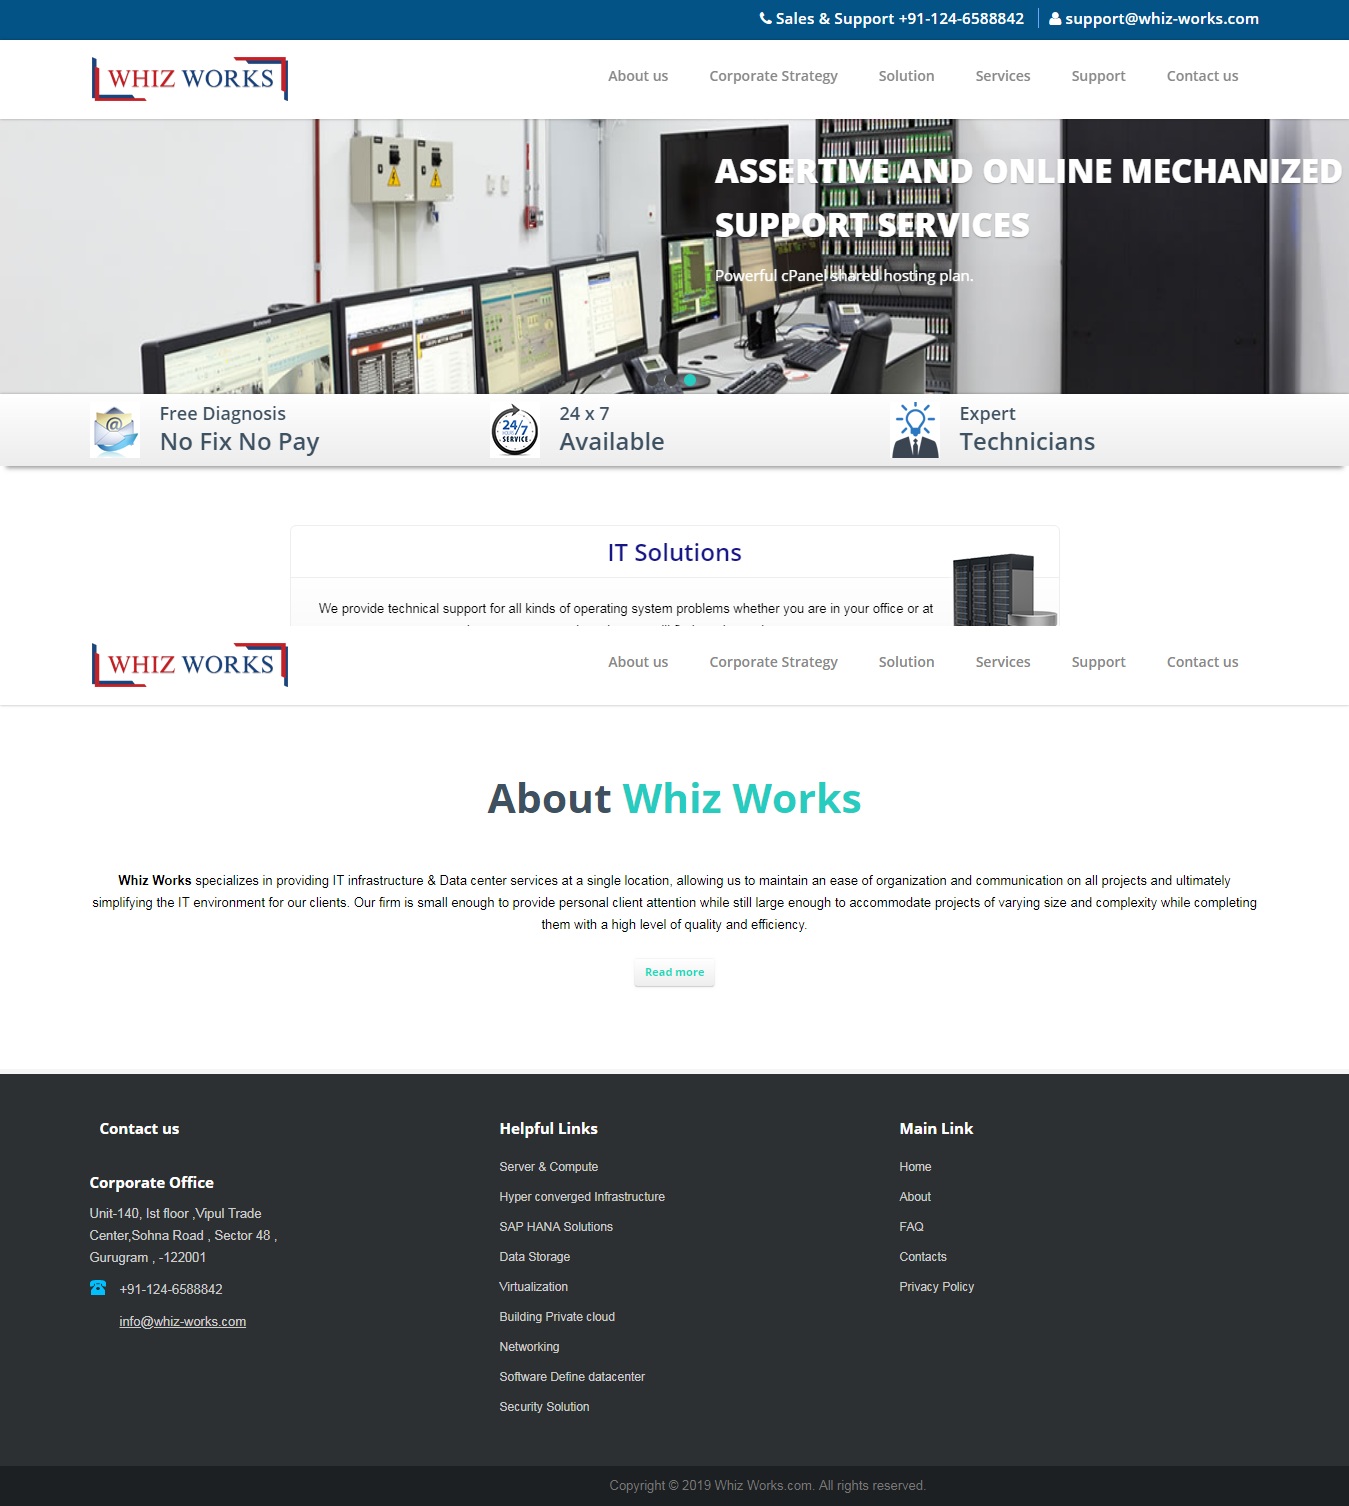 Sales & Support +91-124-6588842
support@whiz-works.com
WHIZ WORKS
About us
Corporate Strategy
Solution
Services
Support
Contact us
ASSERTIVE AND ONLINE MECHANIZED
SUPPORT SERVICES
Powerful cPanel shared hosting plan.
Free Diagnosis
No Fix No Pay
24/7
SERVICE
24 x 7
Available
Expert
Technicians
IT Solutions
We provide technical support for all kinds of operating system problems whether you are in your office or at
WHIZ WORKS
About us
Corporate Strategy
Solution
Services
Support
Contact us
About Whiz Works
Whiz Works specializes in providing IT infrastructure & Data center services at a single location, allowing us to maintain an ease of organization and communication on all projects and ultimately
simplifying the IT environment for our clients. Our firm is small enough to provide personal client attention while still large enough to accommodate projects of varying size and complexity while completing
them with a high level of quality and efficiency.
Read more
Contact us
Corporate Office
Unit-140, Ist floor ,Vipul Trade
Center,Sohna Road , Sector 48 ,
Gurugram , -122001
+91-124-6588842
info@whiz-works.com
Helpful Links
Server & Compute
Hyper converged Infrastructure
SAP HANA Solutions
Data Storage
Virtualization
Building Private cloud
Networking
Software Define datacenter
Security Solution
Main Link
Home
About
FAQ
Contacts
Privacy Policy
Copyright © 2019 Whiz Works.com. All rights reserved.